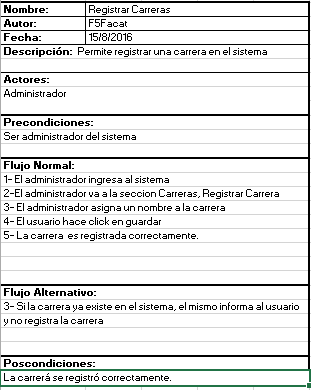 Nombre: Registrar Carreras
Autor: F5Facat
Fecha: 15/8/2016
Descripción: Permite registrar una carrera en el sistema
Actores:
Administrador
Precondiciones:
Ser administrador del sistema
Flujo Normal:
1- El administrador ingresa al sistema
2-El administrador va a la seccion Carreras, Registrar Carrera
3- El administrador asigna un nombre a la carrera
4- El usuario hace click en guardar
5- La carrera es registrada correctamente.
Flujo Alternativo:
3- Si la carrera ya existe en el sistema, el mismo informa al usuario
y no registra la carrera
Poscondiciones:
La carrerá se registró correctamente.